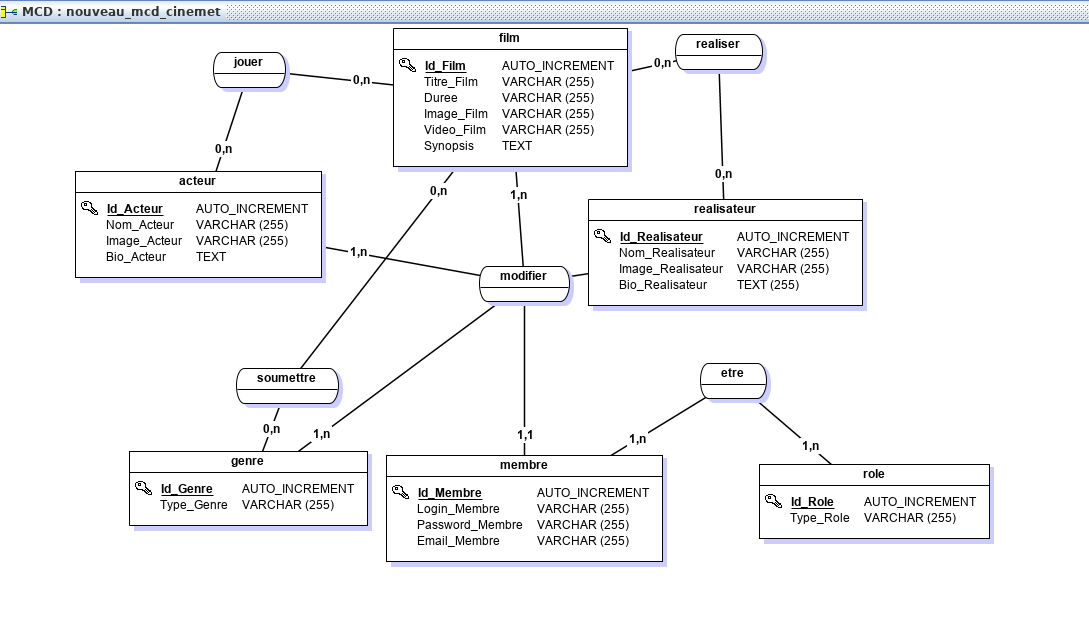 MCD : nouveau_mcd_cinemet
film
Id_Film AUTO_INCREMENT
Titre_Film VARCHAR (255)
Duree VARCHAR (255)
Image_Film VARCHAR (255)
Video_Film VARCHAR (255)
Synopsis TEXT
realiser
jouer
0,n
0,n
0,n
0,n
0,n
1,n
acteur
Id_Acteur AUTO_INCREMENT
Nom_Acteur VARCHAR (255)
Image_Acteur VARCHAR (255)
Bio_Acteur TEXT
realisateur
Id_Realisateur AUTO_INCREMENT
Nom_Realisateur VARCHAR (255)
Image_Realisateur VARCHAR (255)
Bio_Realisateur TEXT (255)
1,n
modifier
soumettre
etre
0,n
1,n
1,1
1,n
1,n
genre
Id_Genre AUTO_INCREMENT
Type_Genre VARCHAR (255)
membre
Id_Membre AUTO_INCREMENT
Login_Membre VARCHAR (255)
Password_Membre VARCHAR (255)
Email_Membre VARCHAR (255)
role
Id_Role AUTO_INCREMENT
Type_Role VARCHAR (255)